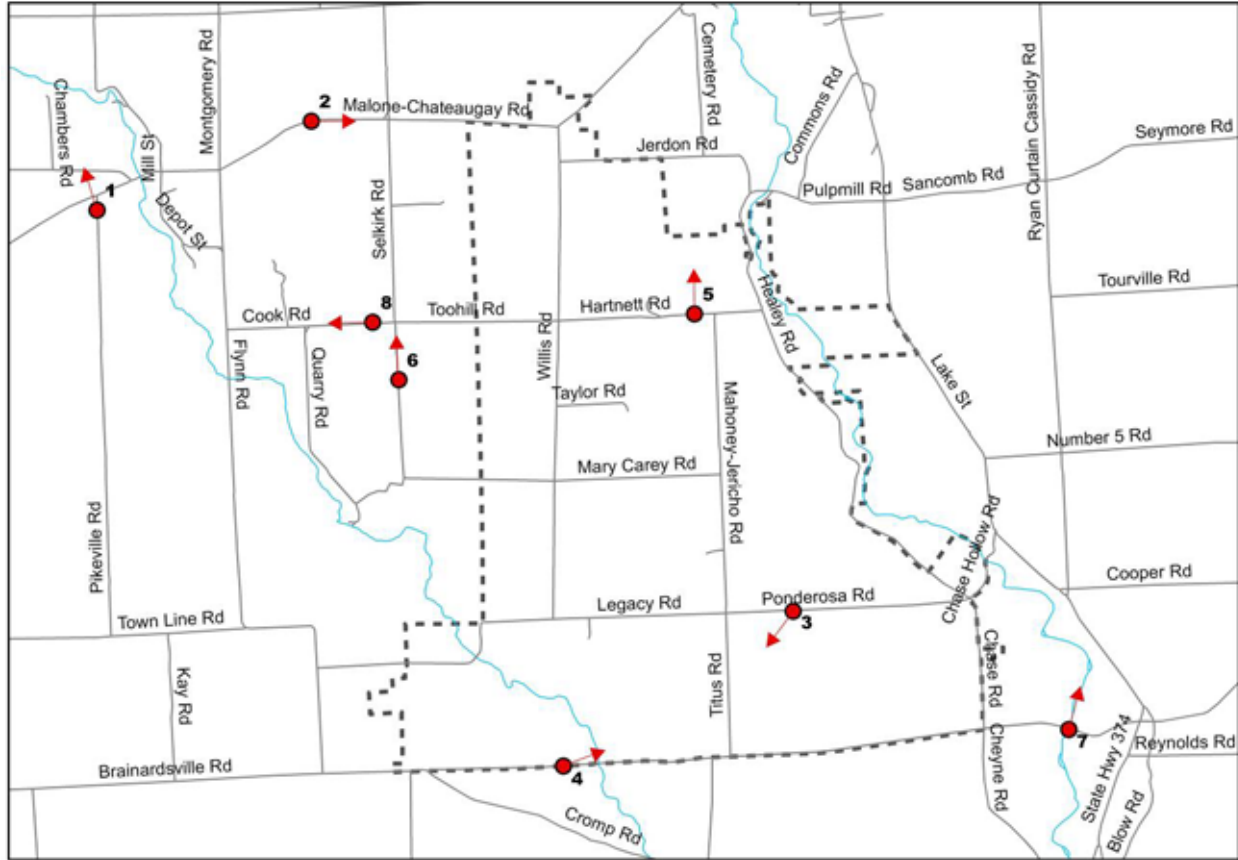 Chambers Rd
Mill St
Montgomery Rd
2
Malone-Chateaugay Rd
Cemetery Rd
Commons Rd
Ryan Curtain Cassidy Rd
Seymore Rd
Jerdon Rd
Pulpmill Rd
Sancomb Rd
1
Depot St
Selkirk Rd
Tourville Rd
8
Cook Rd
Toohill Rd
Hartnett Rd
5
Healey Rd
Flynn Rd
Quarry Rd
6
Willis Rd
Taylor Rd
Mahoney-Jericho Rd
Lake St
Number 5 Rd
Mary Carey Rd
Pikeville Rd
Chase Hollow Rd
Cooper Rd
Town Line Rd
Legacy Rd
Ponderosa Rd
3
Kay Rd
Titus Rd
Chase Rd
7
Brainardsville Rd
4
Cheyne Rd
State Hwy 374
Reynolds Rd
Cromp Rd
Blow Rd